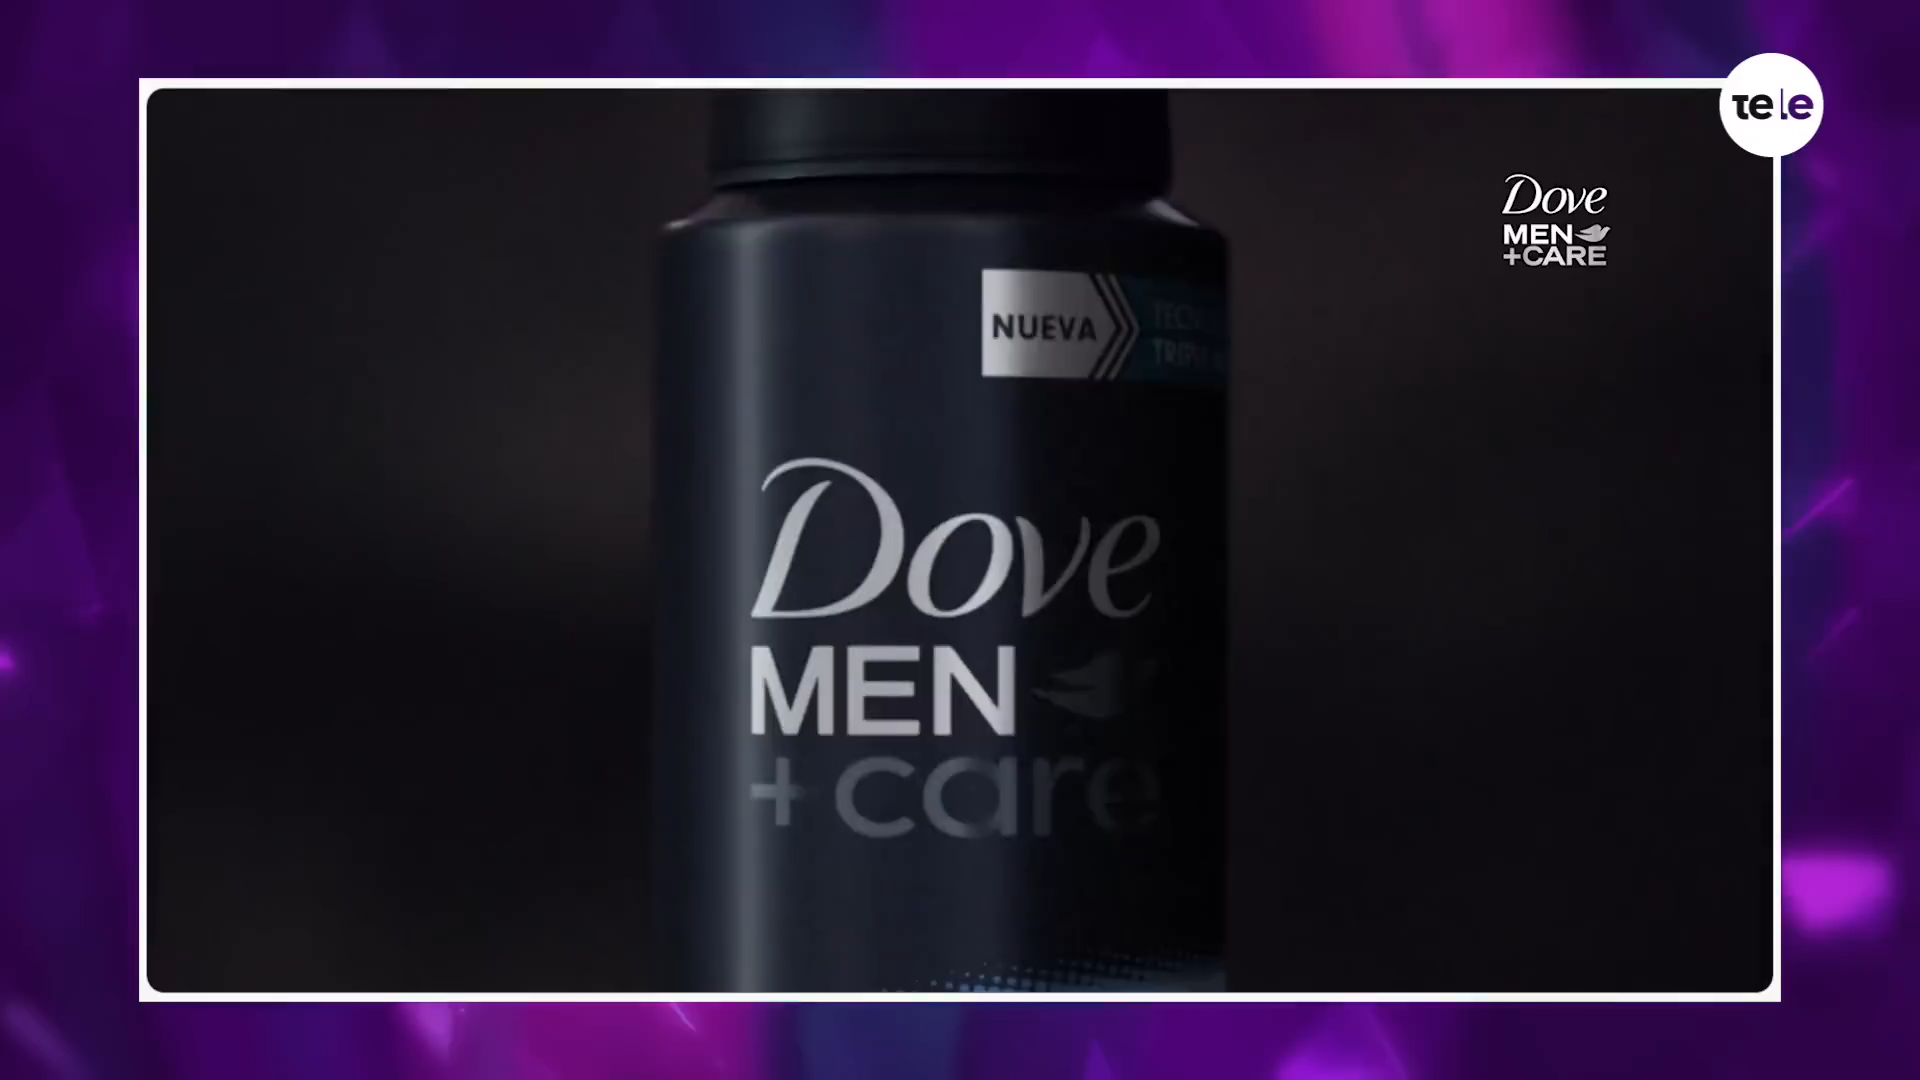 tele
Dove
MEN
+CARE
NUEVA
Dove
MEN
+care